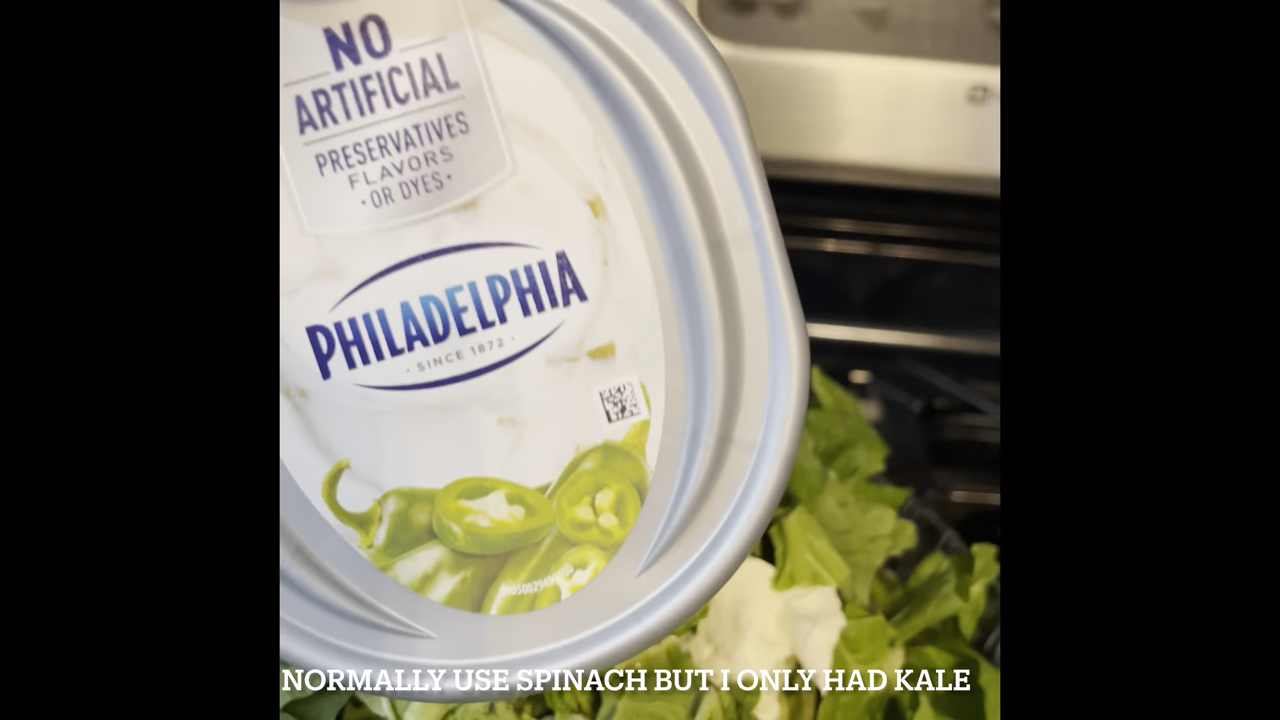 NO
ARTIFICIAL
PRESERVATIVES
FLAVORS
• OR DYES •
PHILADELPHIA
• SINCE 1872 •
NORMALLY USE SPINACH BUT I ONLY HAD KALE